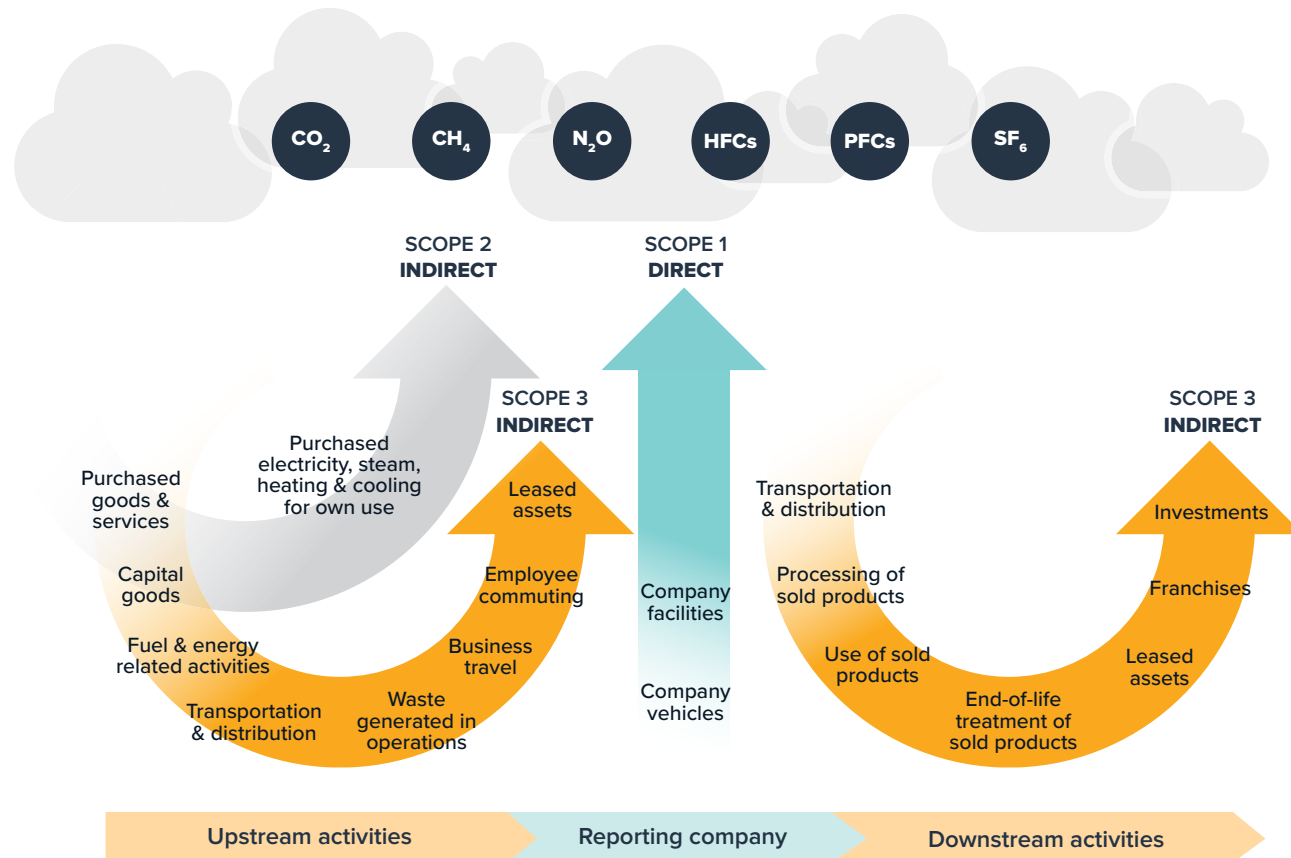 CO₂
CH₄
N₂O
HFCs
PFCs
SF₆
SCOPE 2
INDIRECT
SCOPE 1
DIRECT
SCOPE 3
INDIRECT
SCOPE 3
INDIRECT
Purchased
electricity, steam,
heating & cooling
for own use
Purchased
goods &
services
Capital
goods
Fuel & energy
related activities
Transportation
& distribution
Waste
generated in
operations
Business
travel
Employee
commuting
Leased
assets
Company
facilities
Company
vehicles
Transportation
& distribution
Processing of
sold products
Use of sold
products
End-of-life
treatment of
sold products
Leased
assets
Franchises
Investments
Upstream activities
Reporting company
Downstream activities